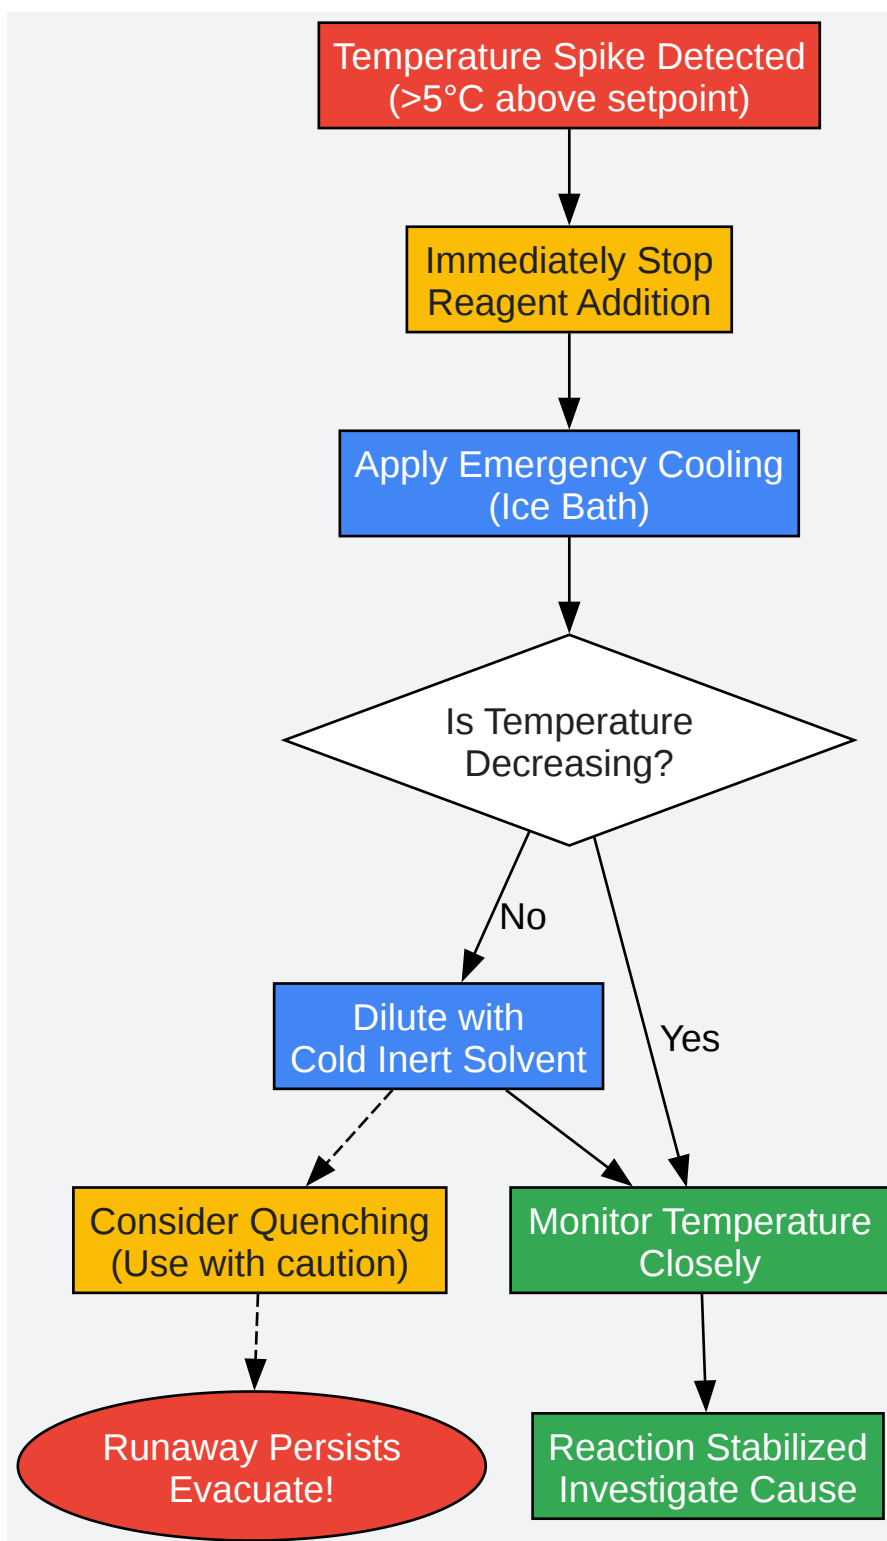 Temperature Spike Detected
(>5°C above setpoint)
Immediately Stop
Reagent Addition
Apply Emergency Cooling
(Ice Bath)
Is Temperature
Decreasing?
No
Yes
Dilute with
Cold Inert Solvent
Consider Quenching
(Use with caution)
Monitor Temperature
Closely
Runaway Persists
Evacuate!
Reaction Stabilized
Investigate Cause